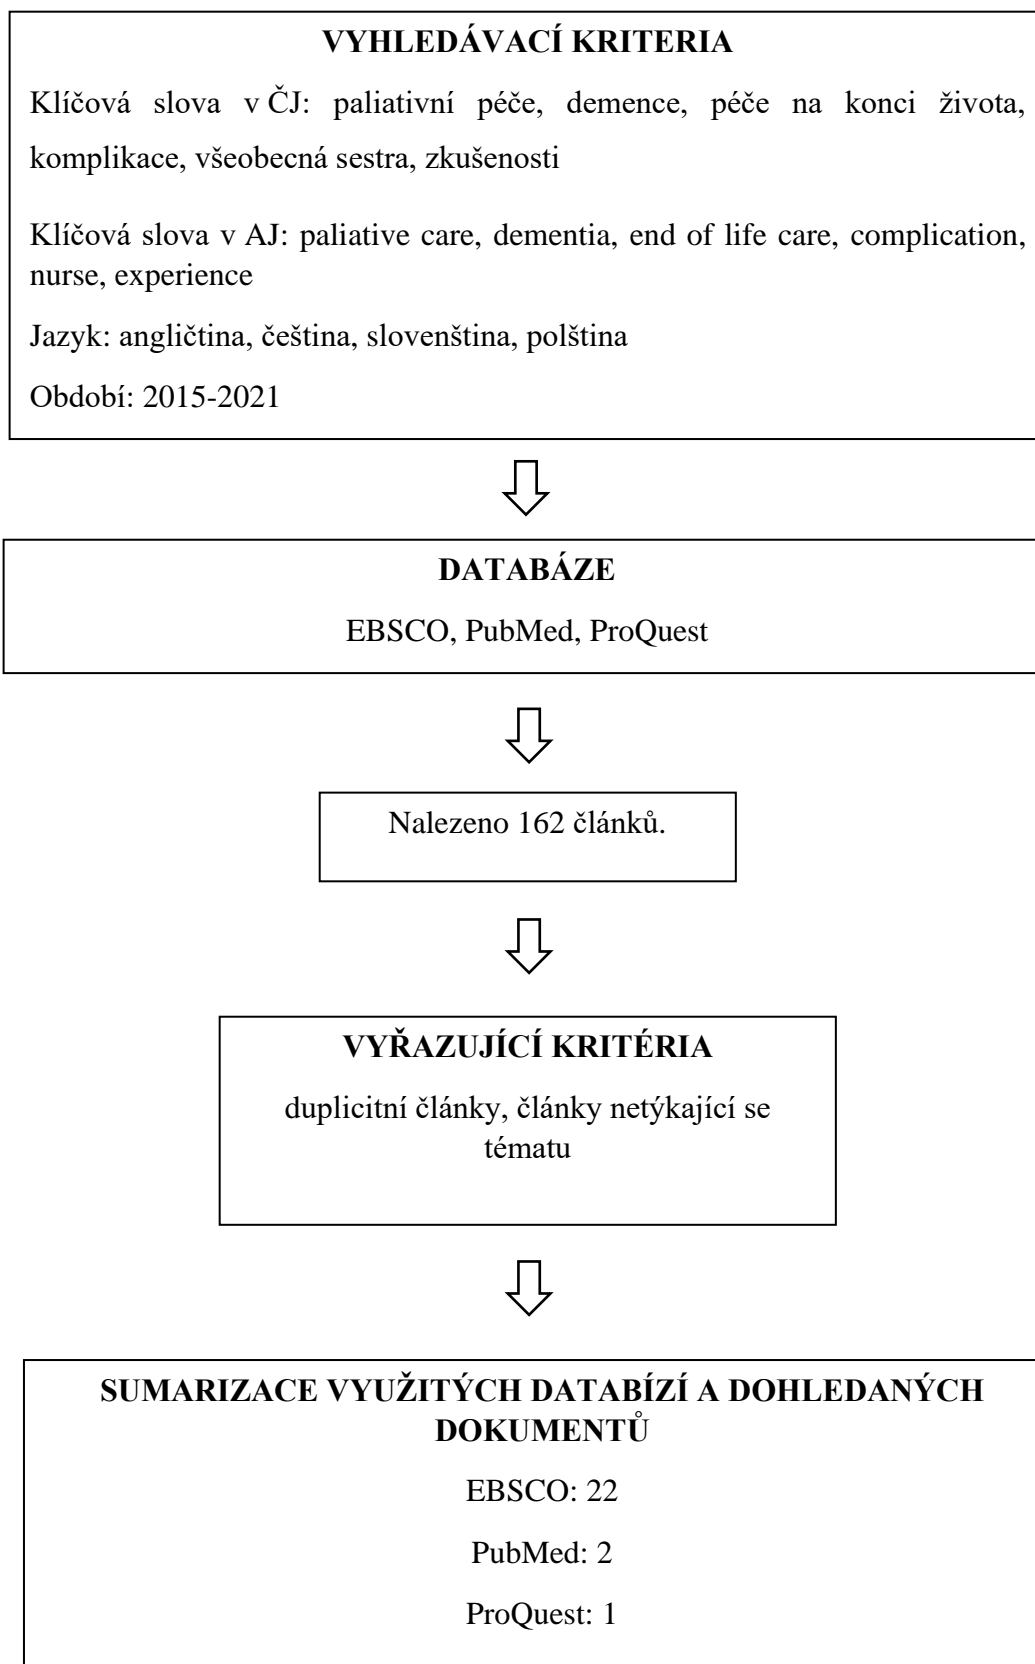 VYHLEDÁVACÍ KRITERIA
Klíčová slova v ČJ: paliativní péče, demence, péče na konci života,
komplikace, všeobecná sestra, zkušenosti
Klíčová slova v AJ: paliative care, dementia, end of life care, complication,
nurse, experience
Jazyk: angličtina, čeština, slovenština, polština
Období: 2015-2021
DATABÁZE
EBSCO, PubMed, ProQuest
Nalezeno 162 článků.
VYŘAZUJÍCÍ KRITÉRIA
duplicitní články, články netýkající se
tématu
SUMARIZACE VYUŽITÝCH DATABÍZÍ A DOHLEDANÝCH
DOKUMENTŮ
EBSCO: 22
PubMed: 2
ProQuest: 1